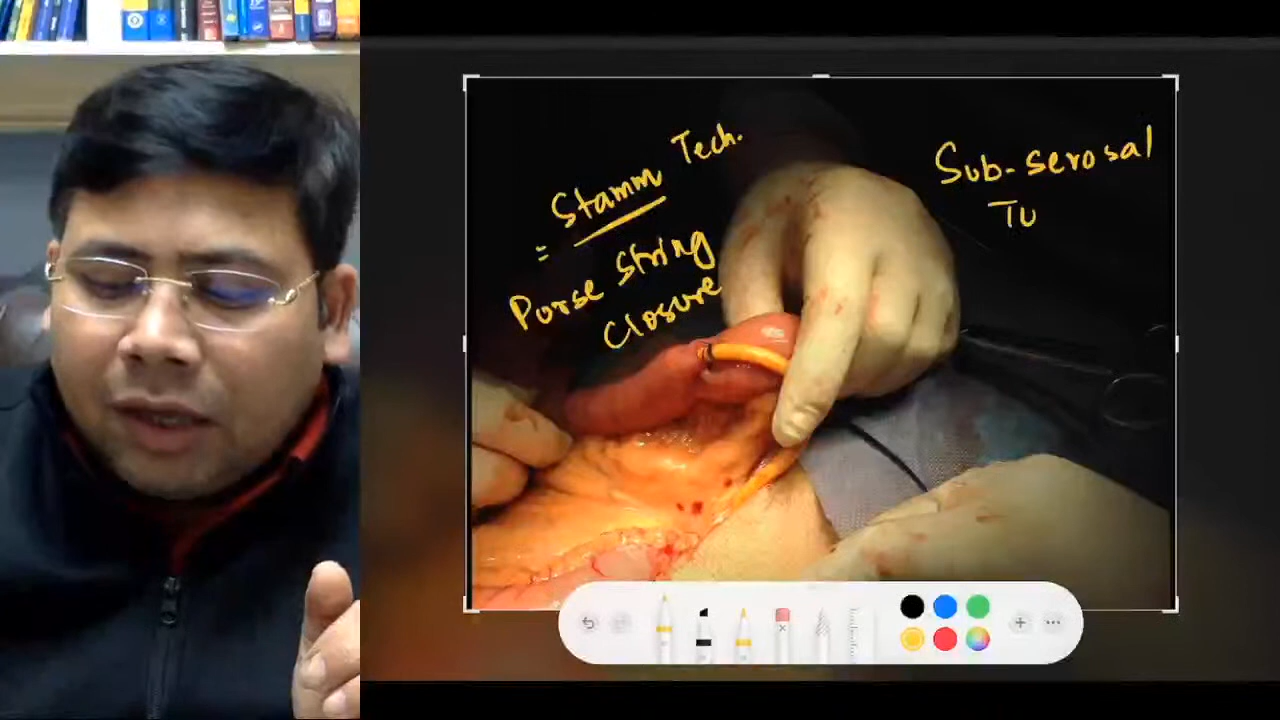 Stamm Tech.
= Purse String
Closure
Sub-serosal
Tu